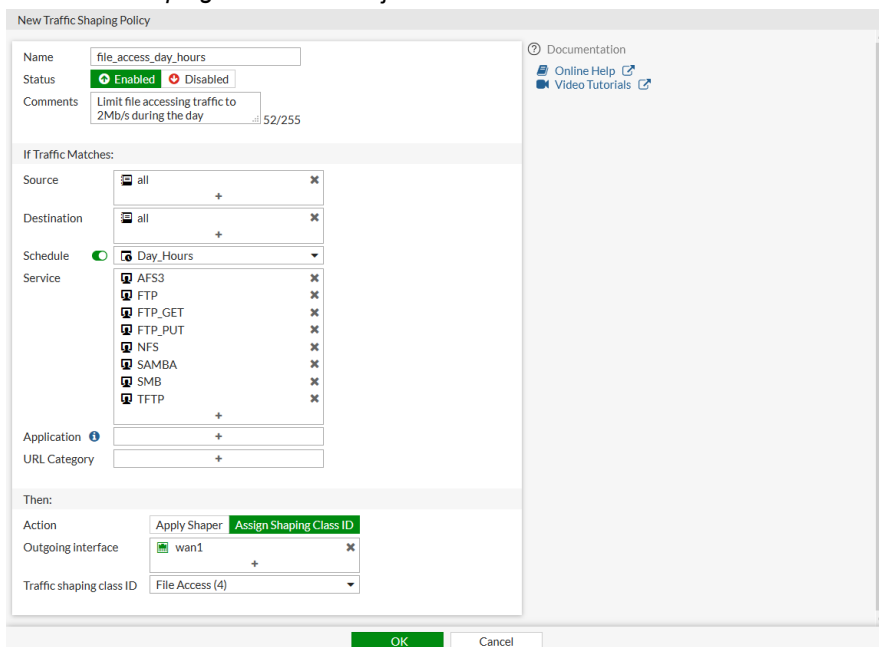 New Traffic Shaping Policy
Name file_access_day_hours
Status Enabled Disabled
Comments Limit file accessing traffic to
2Mb/s during the day 52/255
If Traffic Matches:
Source all
+
Destination all
+
Schedule Day_Hours
Service AFS3
FTP
FTP_GET
FTP_PUT
NFS
SAMBA
SMB
TFTP
+
Application +
URL Category +
Then:
Action Apply Shaper Assign Shaping Class ID
Outgoing interface wan1
+
Traffic shaping class ID File Access (4)
Documentation
Online Help
Video Tutorials
OK Cancel